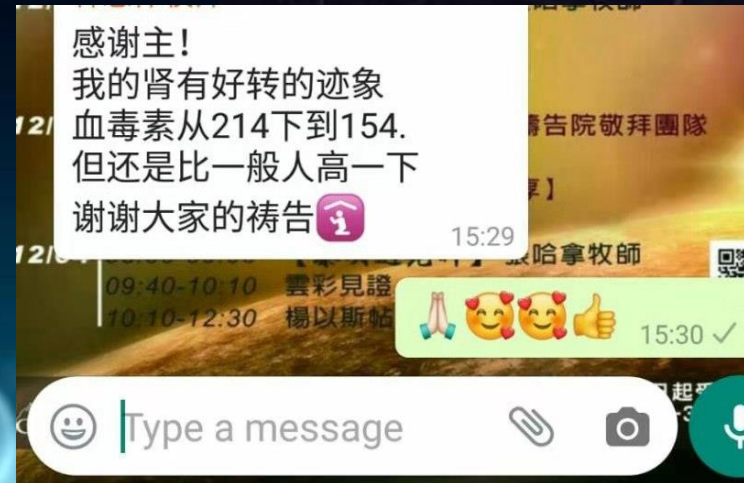 感谢主!
我的肾有好转的迹象
血毒素从214下到154.
但还是比一般人高一下
谢谢大家的祷告
15:29
12/
禱告院敬拜團隊
12/
張哈拿牧師
09:40-10:10 雲彩見證
10:10-12:30 楊以斯帖
15:30
Type a message